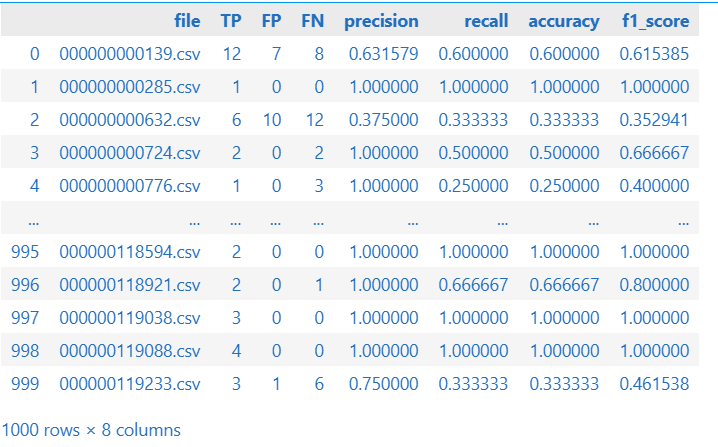 file TP FP FN precision recall accuracy f1_score
0 000000000139.csv 12 7 8 0.631579 0.600000 0.600000 0.615385
1 000000000285.csv 1 0 0 1.000000 1.000000 1.000000 1.000000
2 000000000632.csv 6 10 12 0.375000 0.333333 0.333333 0.352941
3 000000000724.csv 2 0 2 1.000000 0.500000 0.500000 0.666667
4 000000000776.csv 1 0 3 1.000000 0.250000 0.250000 0.400000
... ... ... ... ... ... ... ... ...
995 000000118594.csv 2 0 0 1.000000 1.000000 1.000000 1.000000
996 000000118921.csv 2 0 1 1.000000 0.666667 0.666667 0.800000
997 000000119038.csv 3 0 0 1.000000 1.000000 1.000000 1.000000
998 000000119088.csv 4 0 0 1.000000 1.000000 1.000000 1.000000
999 000000119233.csv 3 1 6 0.750000 0.333333 0.333333 0.461538
1000 rows × 8 columns